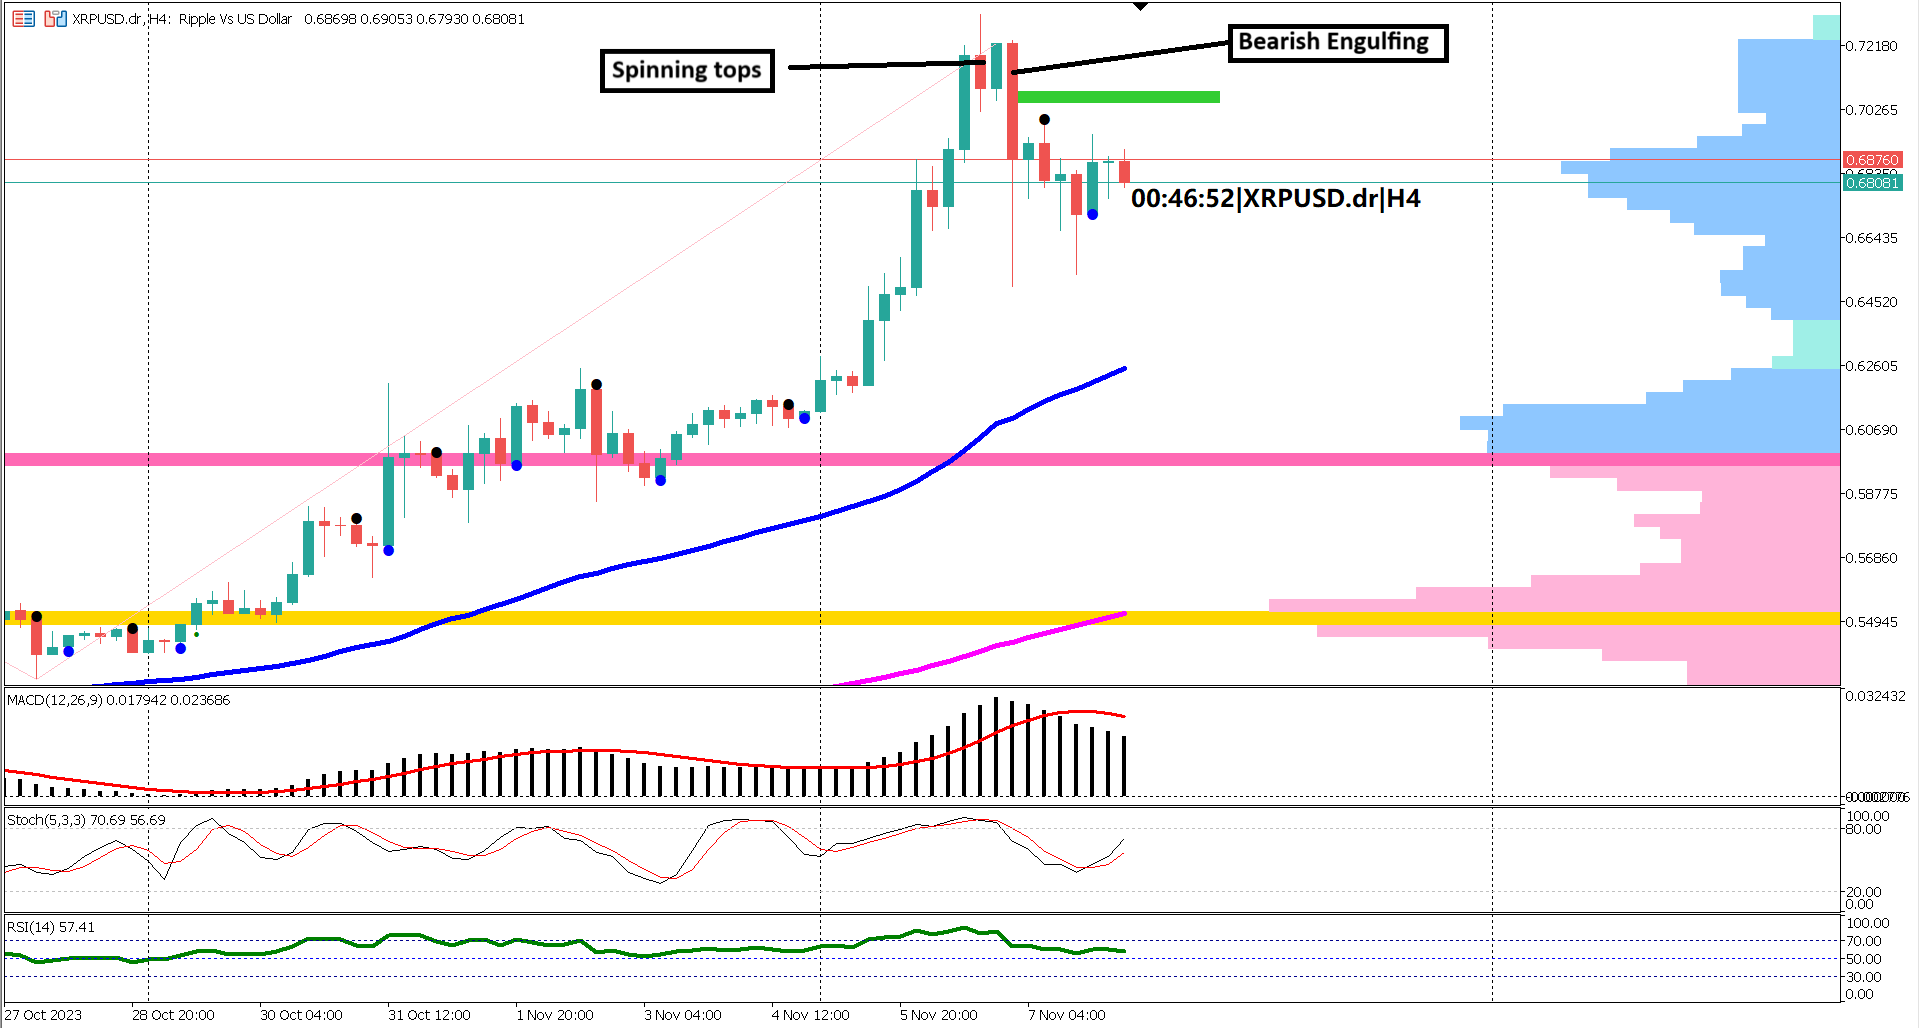 XRPUSD.dr, H4: Ripple Vs US Dollar 0.68698 0.69053 0.67930 0.68081
Spinning tops
Bearish Engulfing
00:46:52|XRPUSD.dr|H4
0.72180
0.70265
0.68760
0.68081
0.66435
0.64520
0.62605
0.60690
0.58775
0.56860
0.54945
MACD(12,26,9) 0.017942 0.023686
0.032432
Stoch(5,3,3) 70.69 56.69
100.00
80.00
20.00
0.00
RSI(14) 57.41
100.00
70.00
50.00
30.00
0.00
27 Oct 2023 28 Oct 20:00 30 Oct 04:00 31 Oct 12:00 1 Nov 20:00 3 Nov 04:00 4 Nov 12:00 5 Nov 20:00 7 Nov 04:00